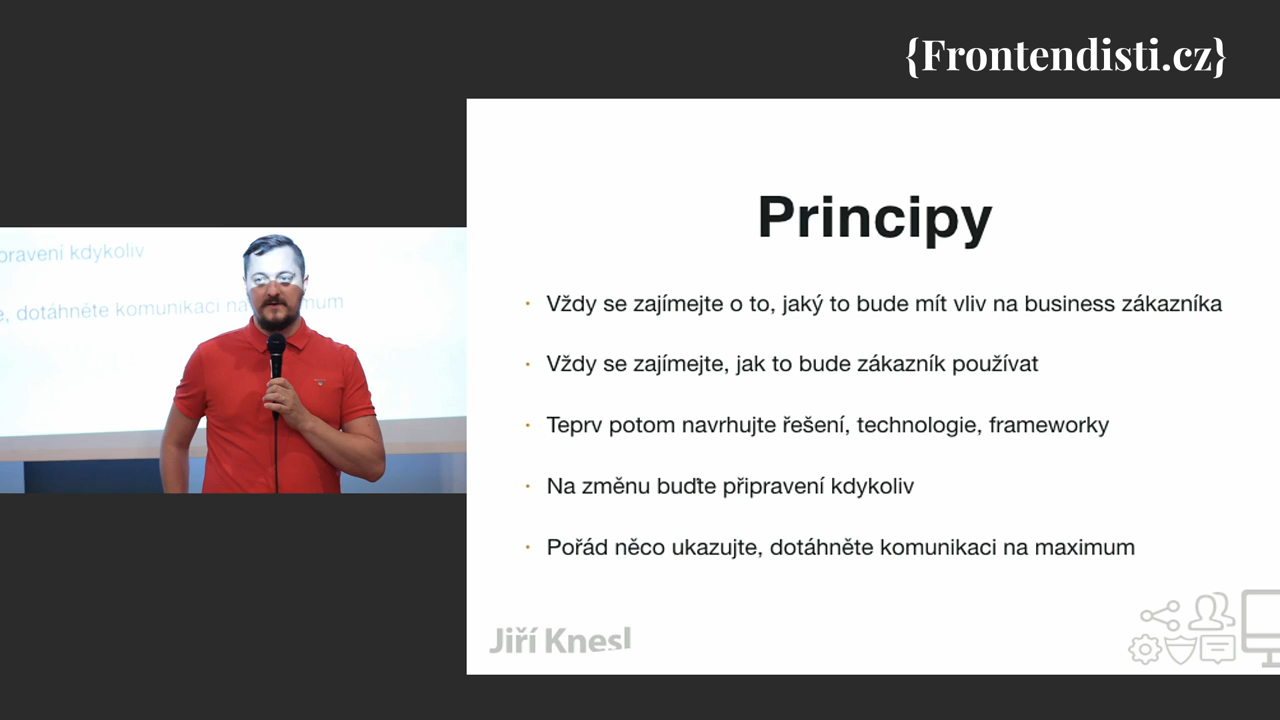 {Frontendisti.cz}
Principy
· Vždy se zajímejte o to, jaký to bude mít vliv na business zákazníka
· Vždy se zajímejte, jak to bude zákazník používat
· Teprv potom navrhujte řešení, technologie, frameworky
· Na změnu buďte připravení kdykoliv
· Pořád něco ukazujte, dotáhněte komunikaci na maximum
Jiří Knesl
pravení kdykoliv
e, dotáhněte komunikaci na mum